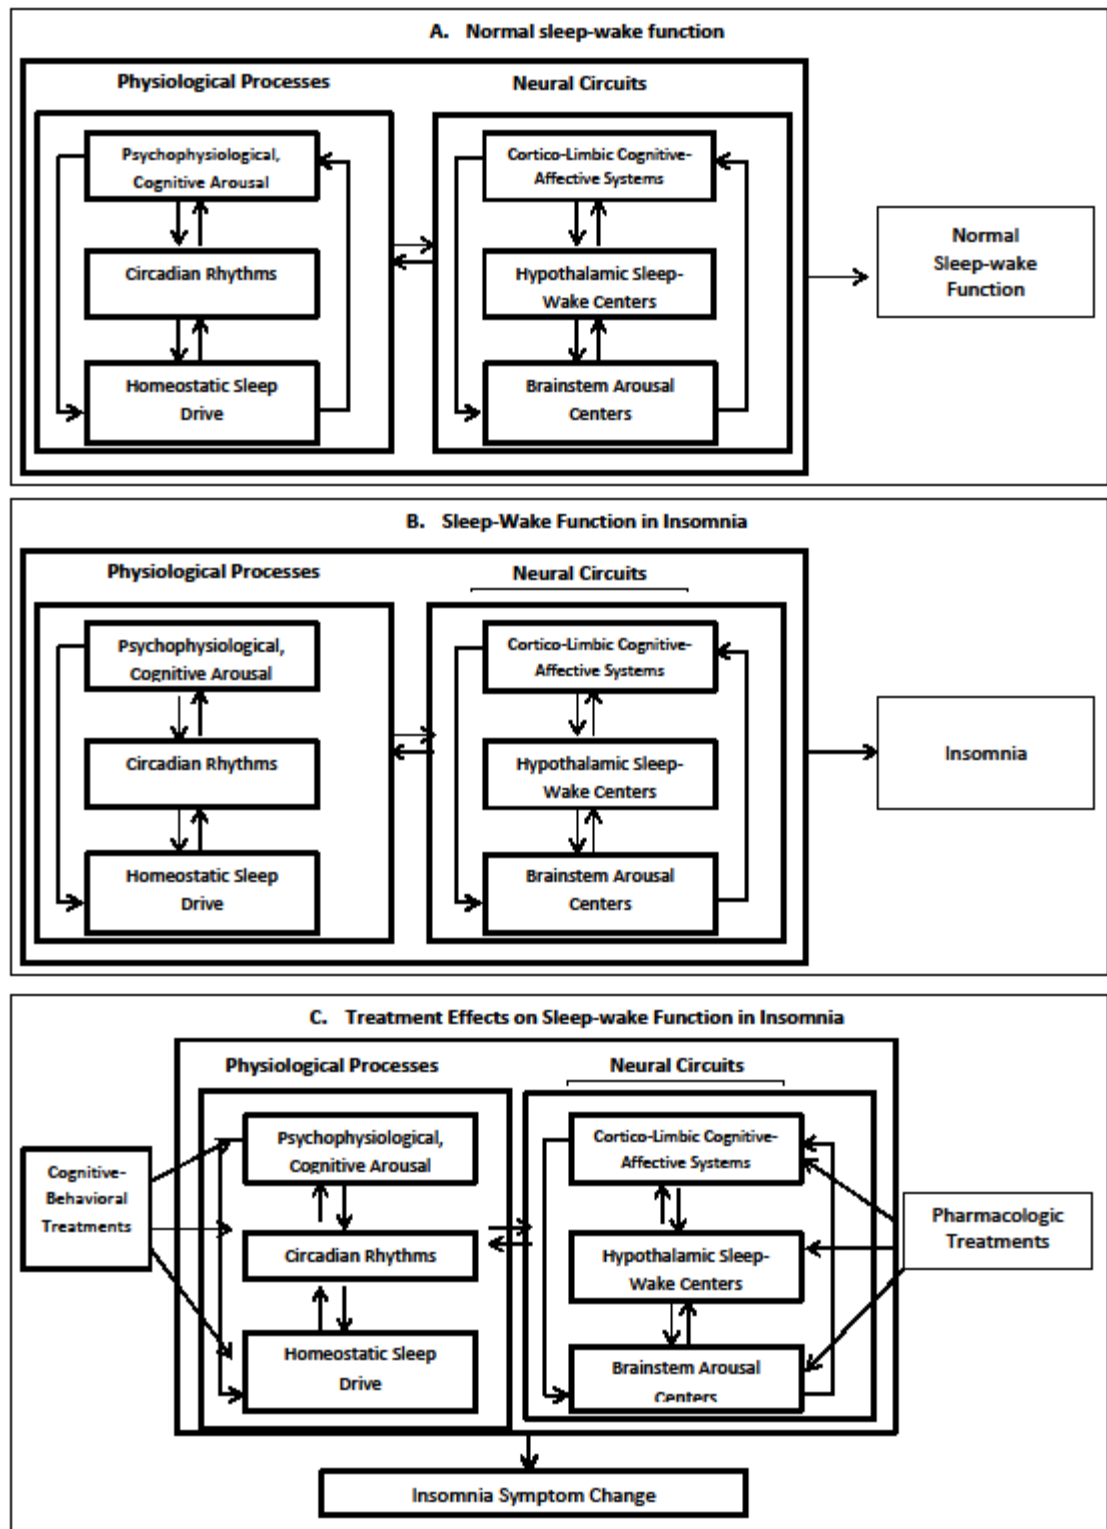 A. Normal sleep-wake function
Physiological Processes
Neural Circuits
Psychophysiological,
Cognitive Arousal
Circadian Rhythms
Homeostatic Sleep
Drive
Cortico-Limbic Cognitive-
Affective Systems
Hypothalamic Sleep-
Wake Centers
Brainstem Arousal
Centers
Normal
Sleep-wake
Function
B. Sleep-Wake Function in Insomnia
Physiological Processes
Neural Circuits
Psychophysiological,
Cognitive Arousal
Circadian Rhythms
Homeostatic Sleep
Drive
Cortico-Limbic Cognitive-
Affective Systems
Hypothalamic Sleep-
Wake Centers
Brainstem Arousal
Centers
Insomnia
C. Treatment Effects on Sleep-wake Function in Insomnia
Physiological Processes
Neural Circuits
Cognitive-
Behavioral
Treatments
Psychophysiological,
Cognitive Arousal
Circadian Rhythms
Homeostatic Sleep
Drive
Cortico-Limbic Cognitive-
Affective Systems
Hypothalamic Sleep-
Wake Centers
Brainstem Arousal
Centers
Pharmacologic
Treatments
Insomnia Symptom Change